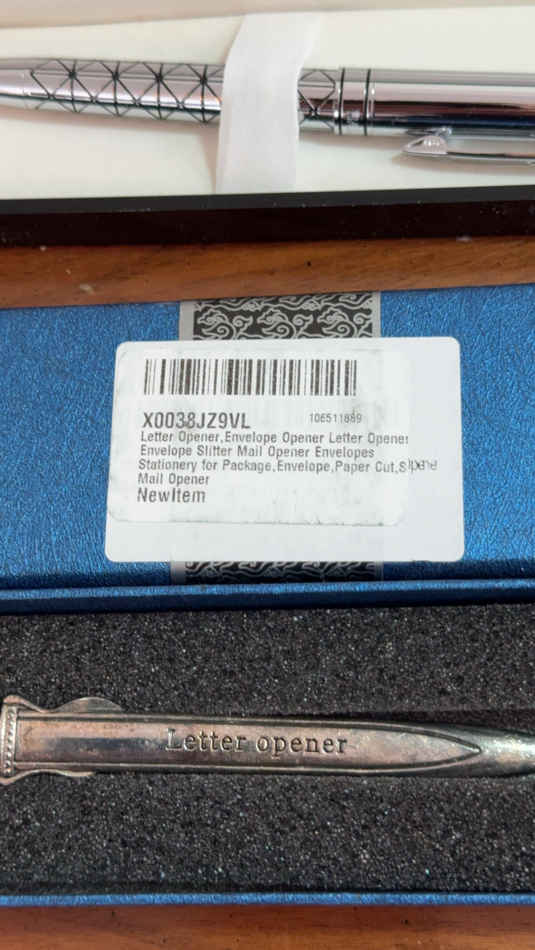 X0038JZ9VL 106511889
Letter Opener,Envelope Opener Letter Opener
Envelope Slitter Mail Opener Envelopes
Stationery for Package,Envelope,Paper Cut,
Mail Opener
NewItem
Letter opener